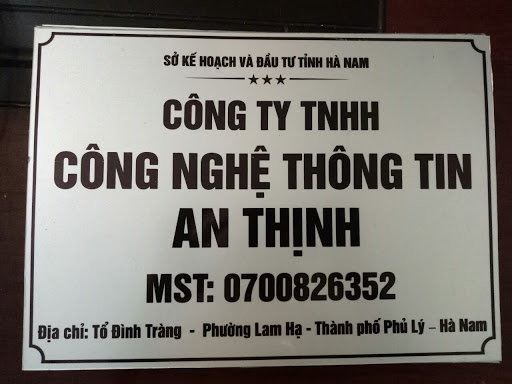 SỞ KẾ HOẠCH VÀ ĐẦU TƯ TỈNH HÀ NAM
CÔNG TY TNHH
CÔNG NGHỆ THÔNG TIN
AN THỊNH
MST: 0700826352
Địa chỉ: Tổ Đình Tràng - Phường Lam Hạ - Thành phố Phủ Lý – Hà Nam